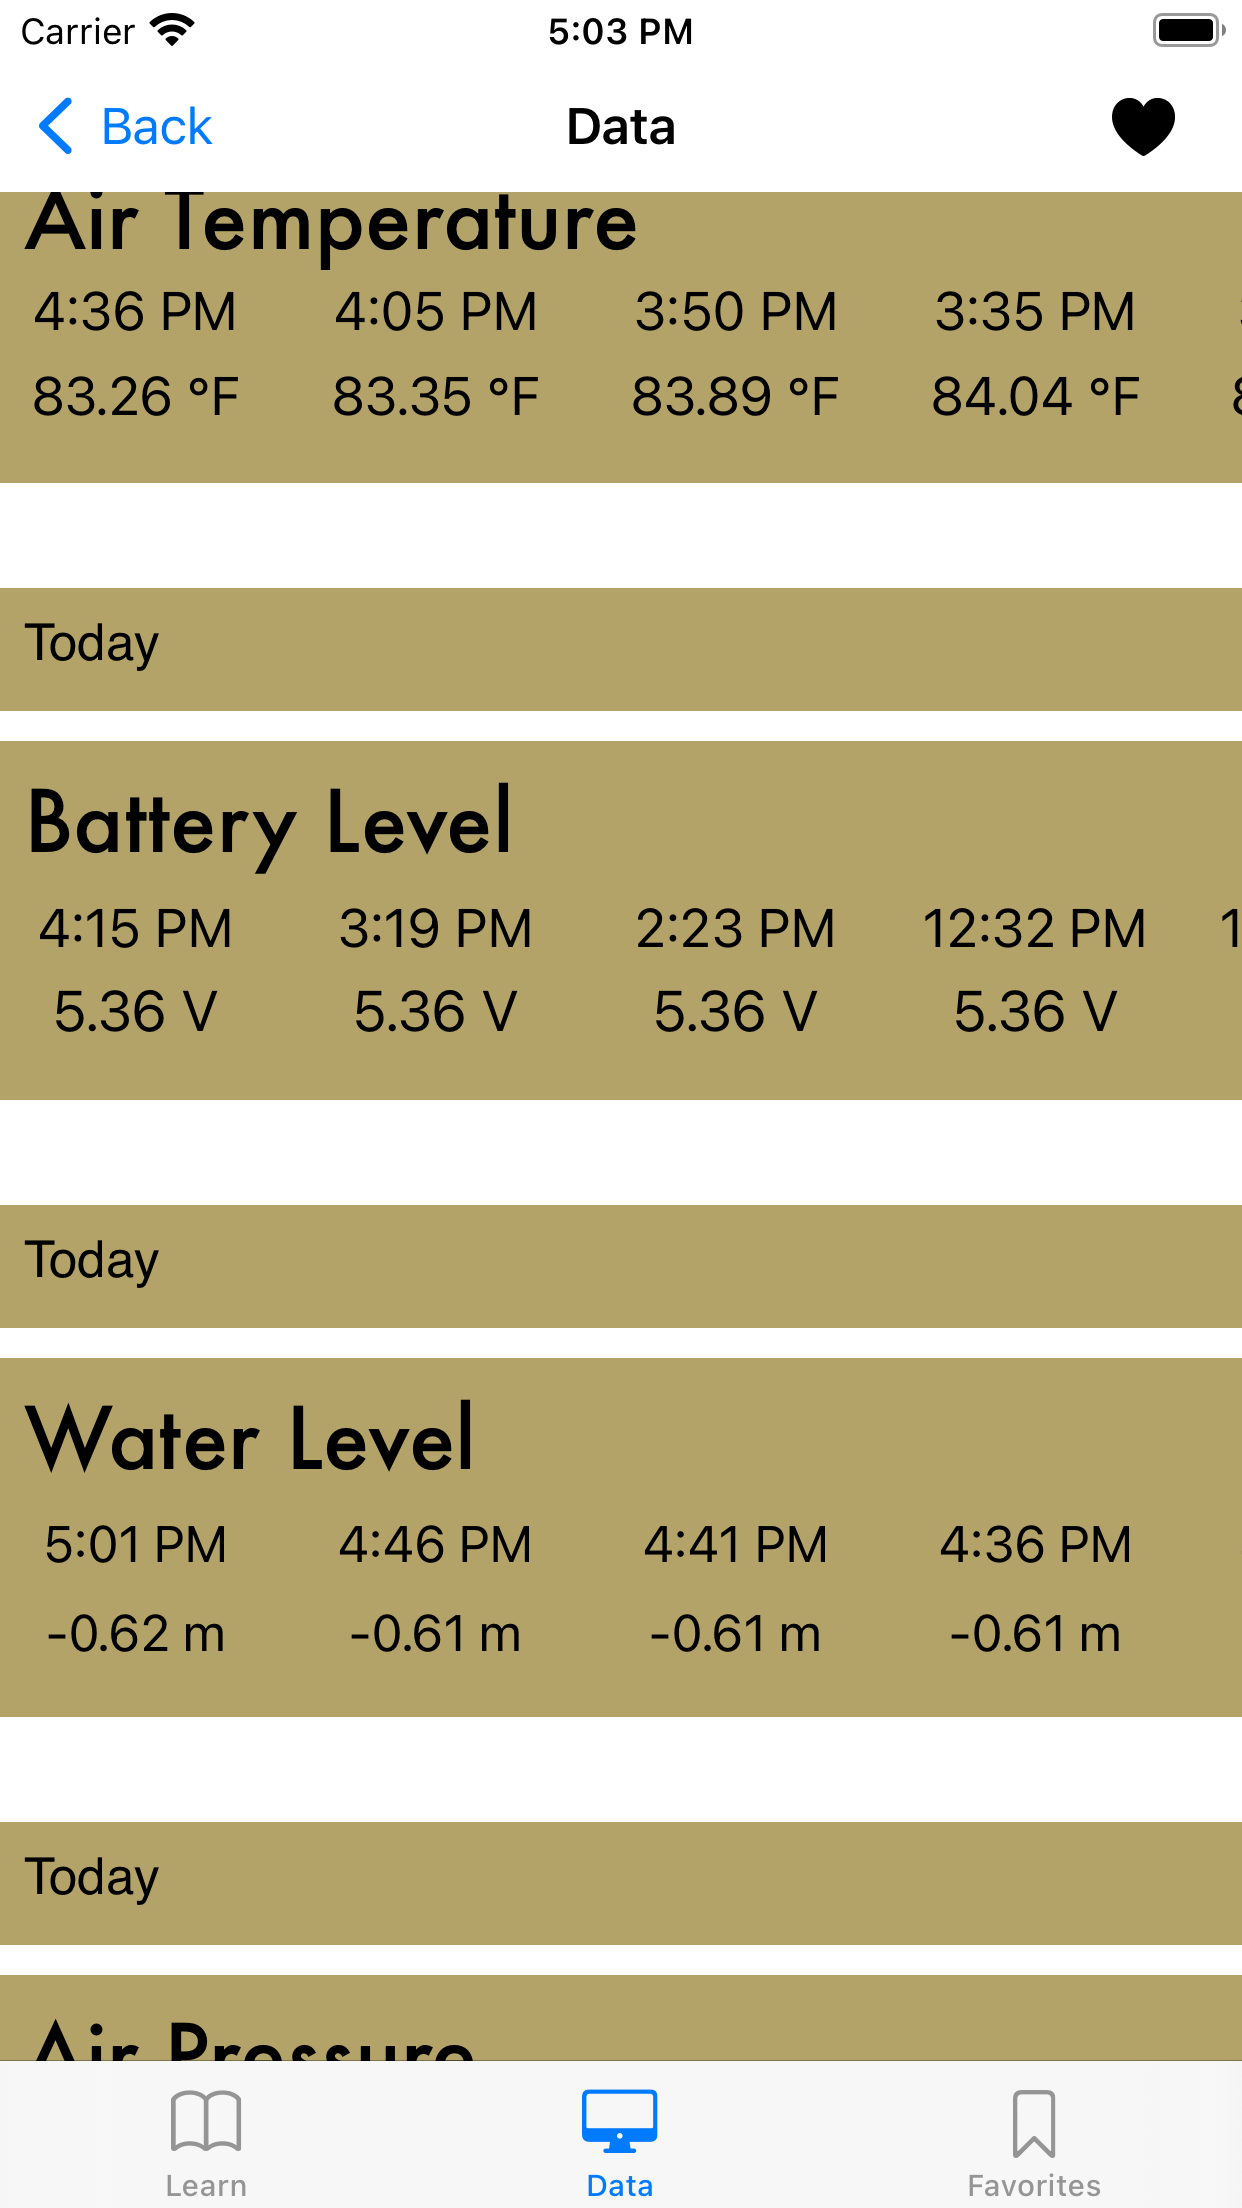 Carrier 5:03 PM
Back Data
Air Temperature
4:36 PM 4:05 PM 3:50 PM 3:35 PM
83.26 °F 83.35 °F 83.89 °F 84.04 °F
Today
Battery Level
4:15 PM 3:19 PM 2:23 PM 12:32 PM
5.36 V 5.36 V 5.36 V 5.36 V
Today
Water Level
5:01 PM 4:46 PM 4:41 PM 4:36 PM
-0.62 m -0.61 m -0.61 m -0.61 m
Today
Air Pressure
Learn Data Favorites